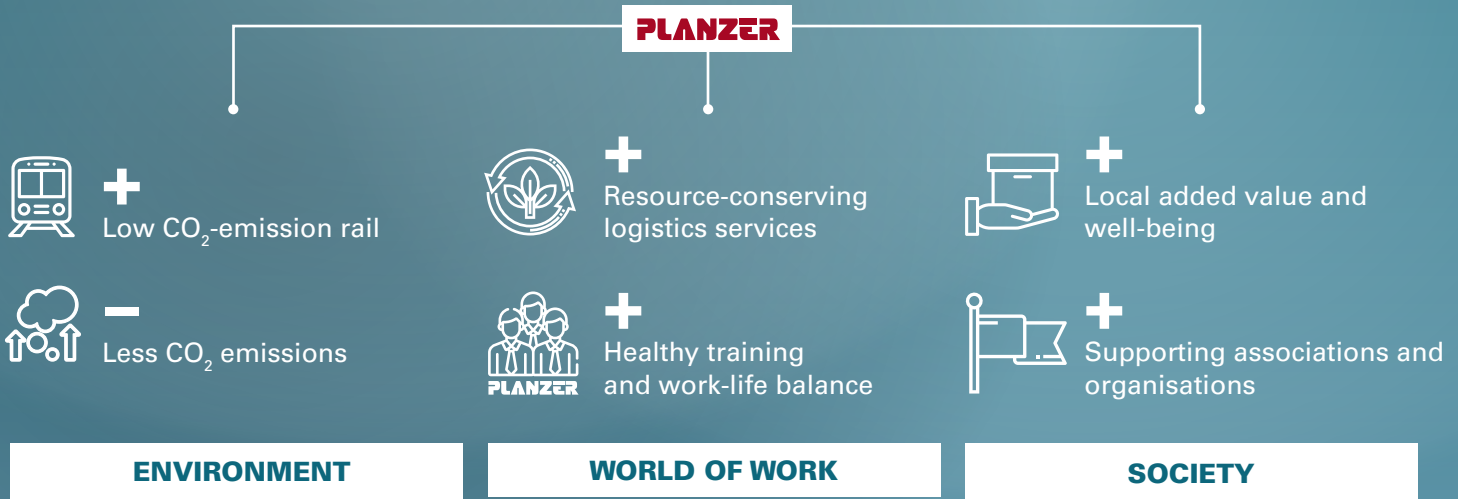 PLANZER
+
Low CO₂-emission rail
−
Less CO₂ emissions
ENVIRONMENT
+
Resource-conserving
logistics services
+
PLANZER
Healthy training
and work-life balance
WORLD OF WORK
+
Local added value and
well-being
+
Supporting associations and
organisations
SOCIETY